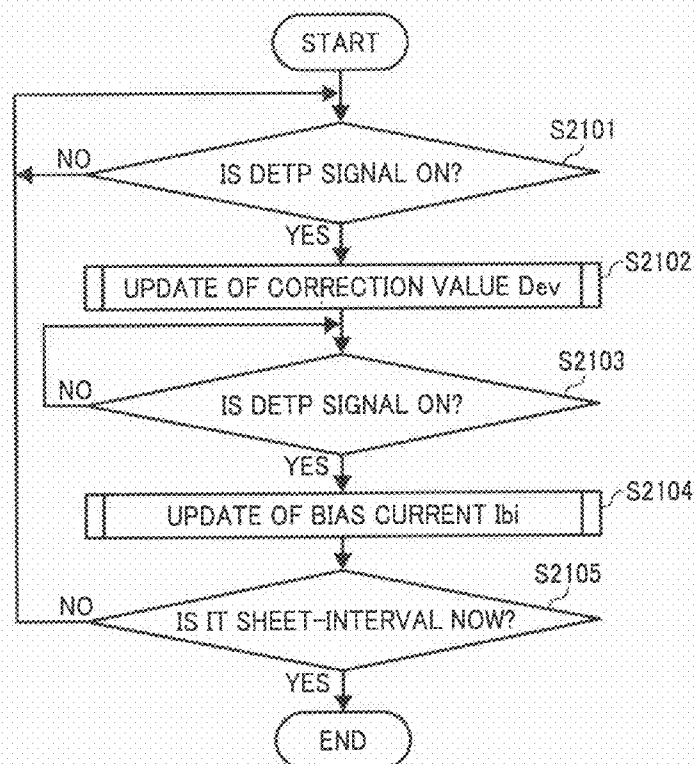 START
S2101
NO
IS DETP SIGNAL ON?
YES
UPDATE OF CORRECTION VALUE Dev
S2102
S2103
NO
IS DETP SIGNAL ON?
YES
UPDATE OF BIAS CURRENT Ibi
S2104
S2105
NO
IS IT SHEET-INTERVAL NOW?
YES
END